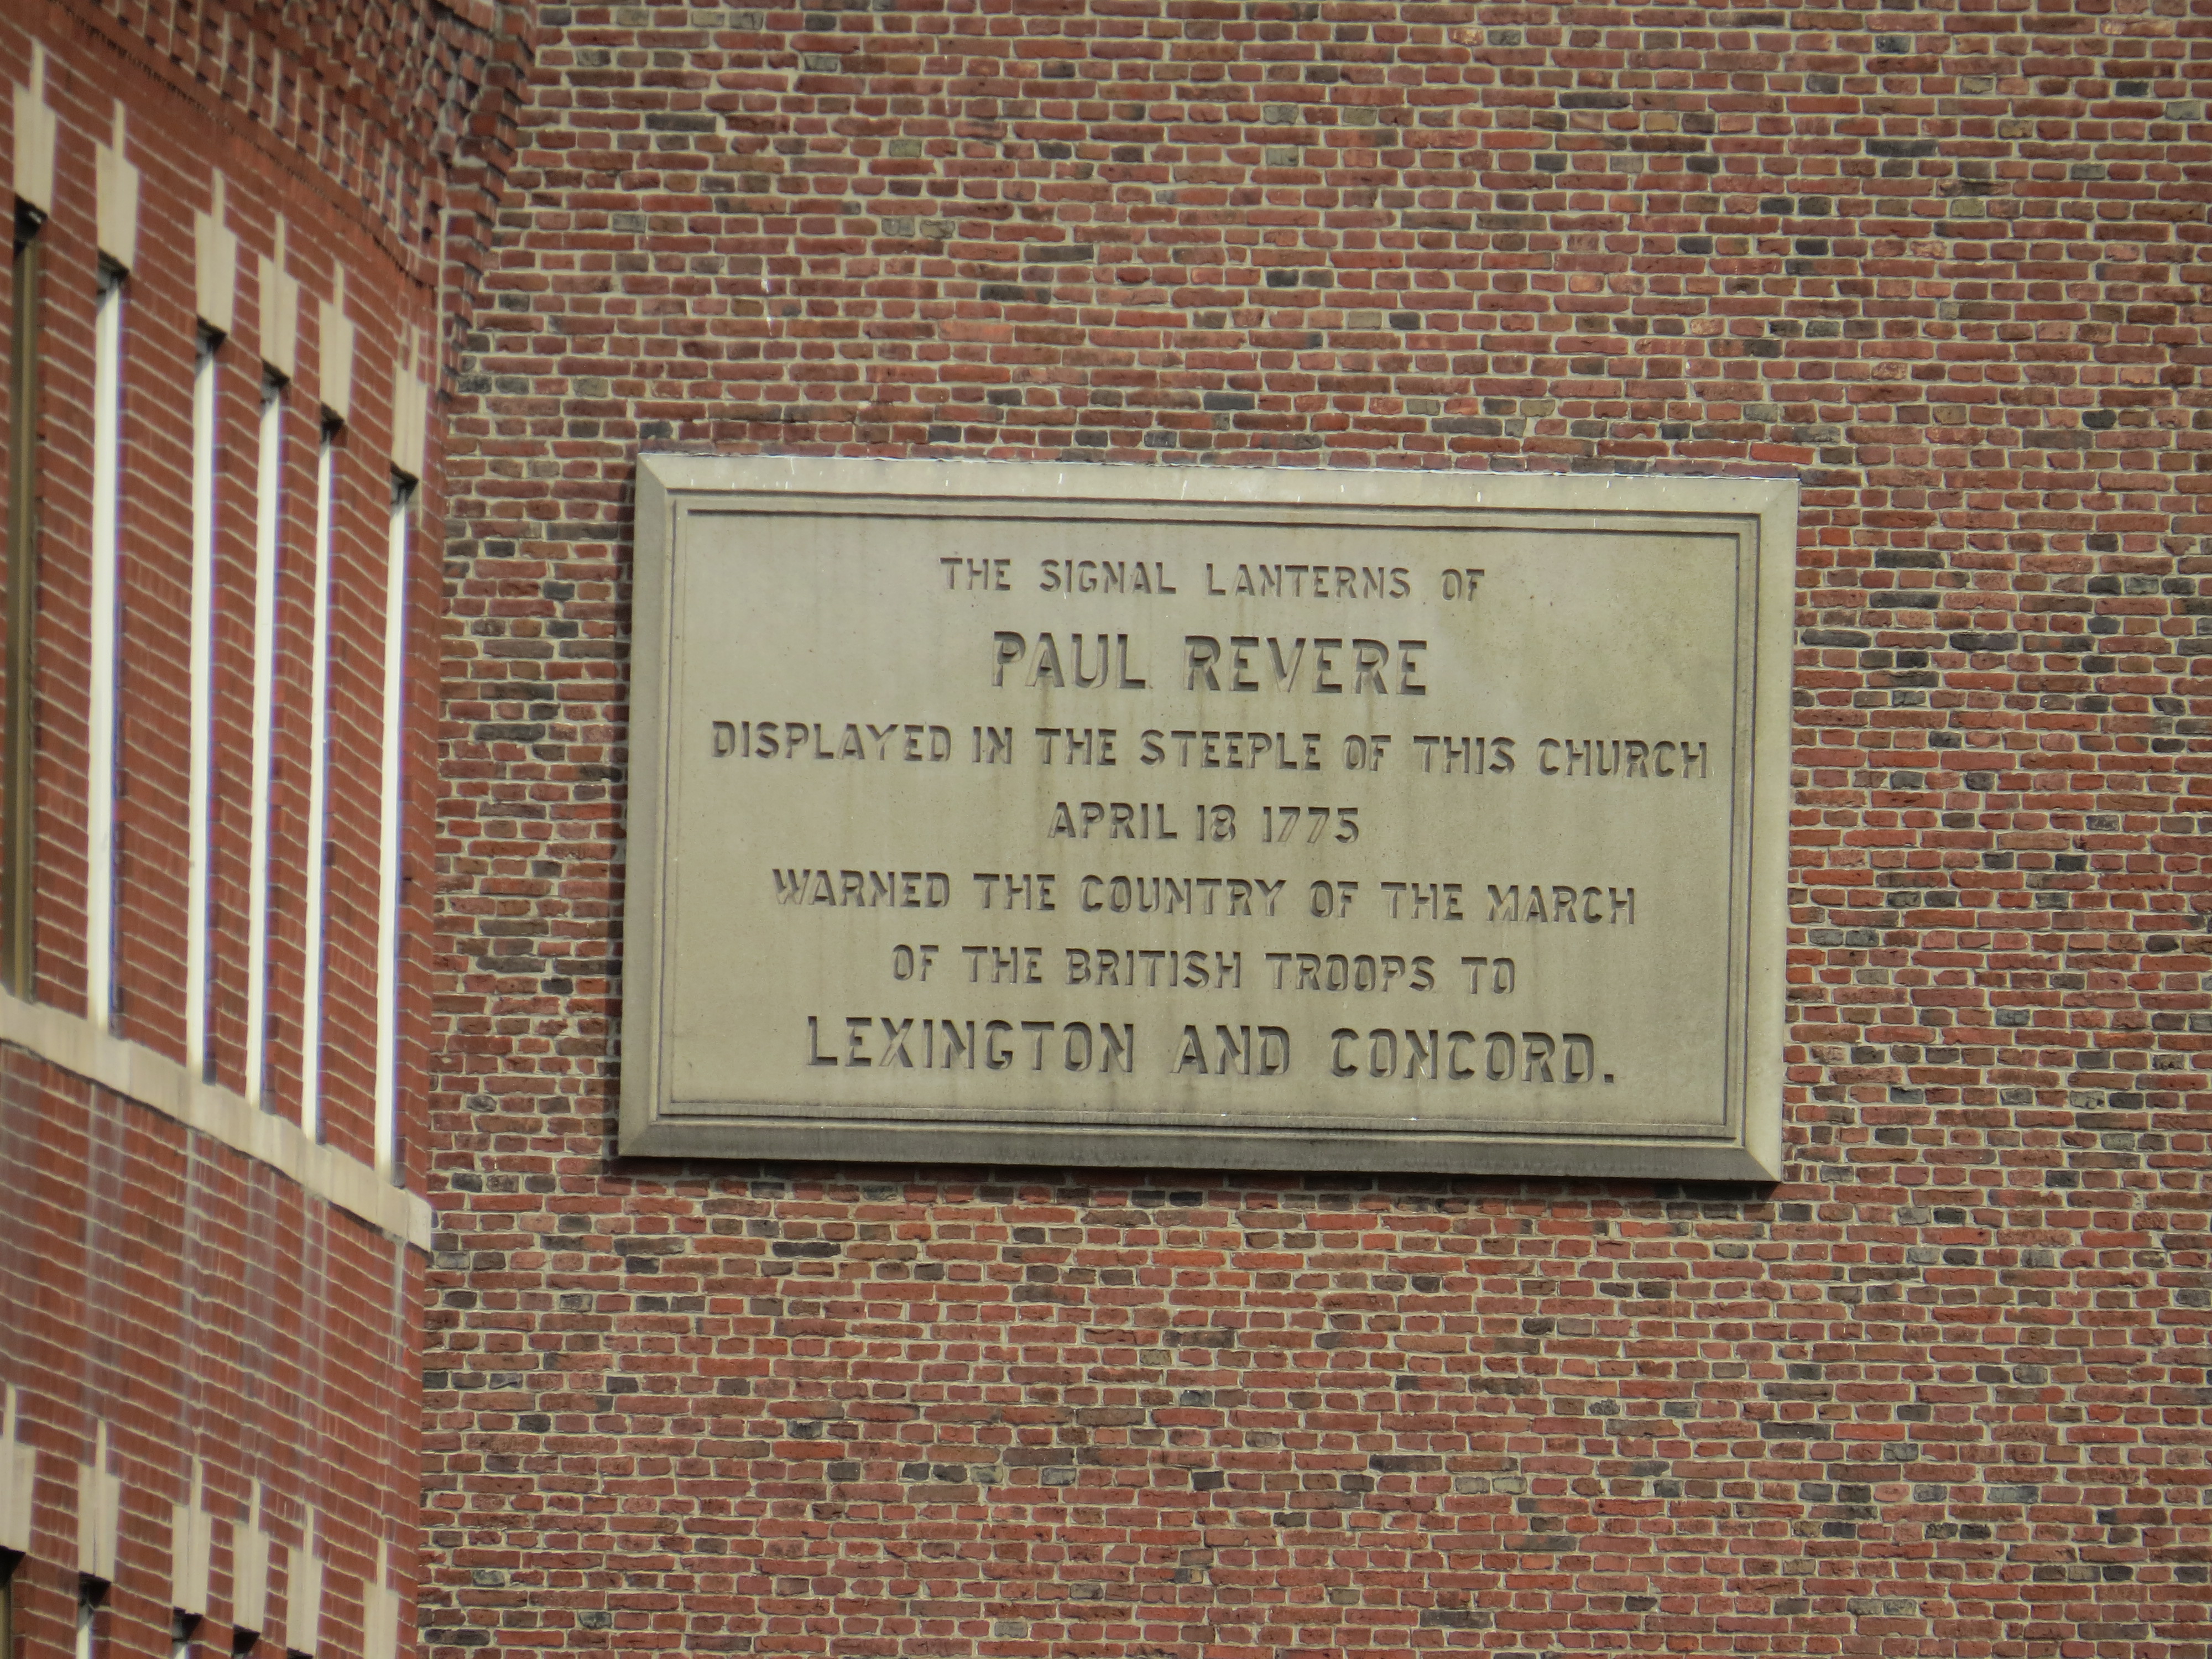 THE SIGNAL LANTERNS OF
PAUL REVERE
DISPLAYED IN THE STEEPLE OF THIS CHURCH
APRIL 18 1775
WARNED THE COUNTRY OF THE MARCH
OF THE BRITISH TROOPS TO
LEXINGTON AND CONCORD.